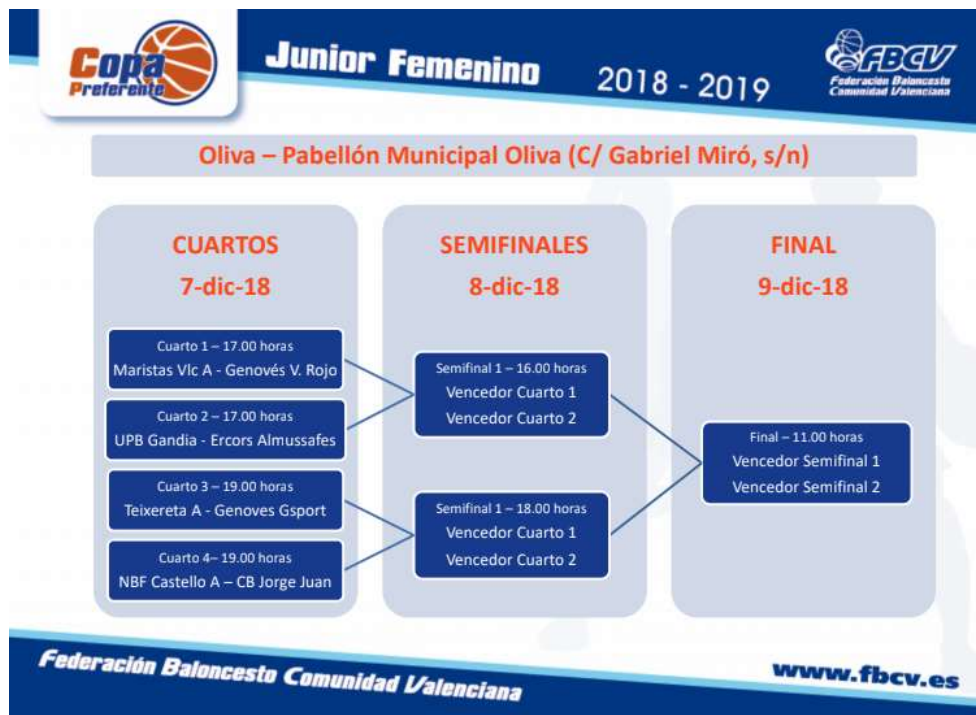 Copa
Preferente
Junior Femenino
2018 - 2019
FBCV
Federación Baloncesto
Comunidad Valenciana
Oliva – Pabellón Municipal Oliva (C/ Gabriel Miró, s/n)
CUARTOS
7-dic-18
Cuarto 1 – 17.00 horas
Maristas Vlc A - Genovés V. Rojo
Cuarto 2 – 17.00 horas
UPB Gandia - Ercors Almussafes
Cuarto 3 – 19.00 horas
Teixereta A - Genoves Gsport
Cuarto 4– 19.00 horas
NBF Castello A – CB Jorge Juan
SEMIFINALES
8-dic-18
Semifinal 1 – 16.00 horas
Vencedor Cuarto 1
Vencedor Cuarto 2
Semifinal 1 – 18.00 horas
Vencedor Cuarto 1
Vencedor Cuarto 2
FINAL
9-dic-18
Final – 11.00 horas
Vencedor Semifinal 1
Vencedor Semifinal 2
Federación Baloncesto Comunidad Valenciana
www.fbcv.es